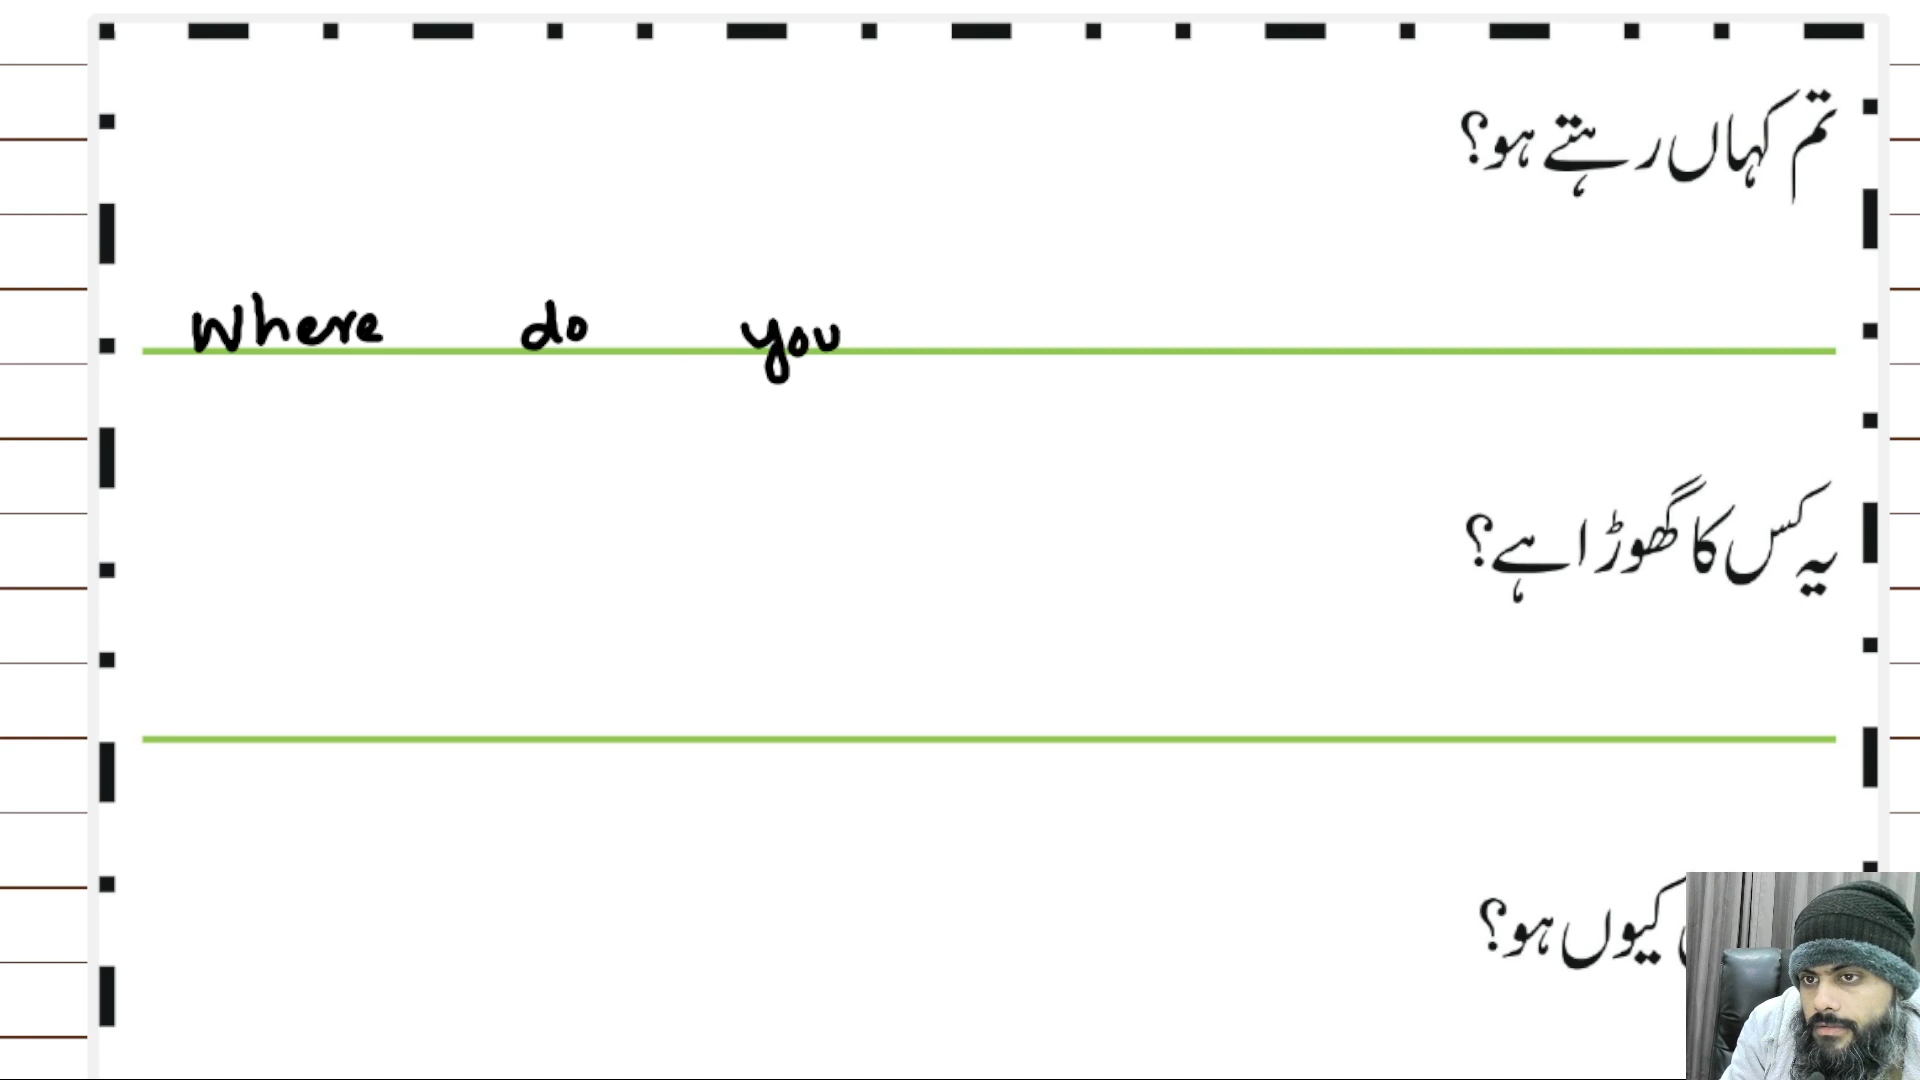 تم کہاں رہتے ہو؟
Where do you
یہ کس کا گھوڑا ہے؟
کیوں ہو؟